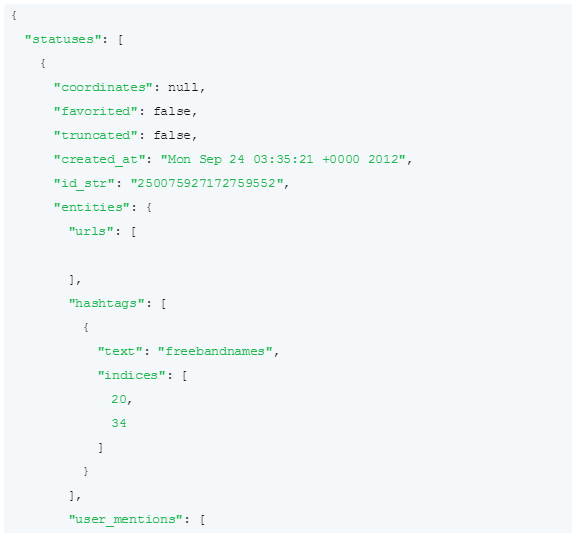 {
  "statuses": [
    {
      "coordinates": null,
      "favorited": false,
      "truncated": false,
      "created_at": "Mon Sep 24 03:35:21 +0000 2012",
      "id_str": "250075927172759552",
      "entities": {
        "urls": [

        ],
        "hashtags": [
          {
            "text": "freebandnames",
            "indices": [
              20,
              34
            ]
          }
        ],
        "user_mentions": [